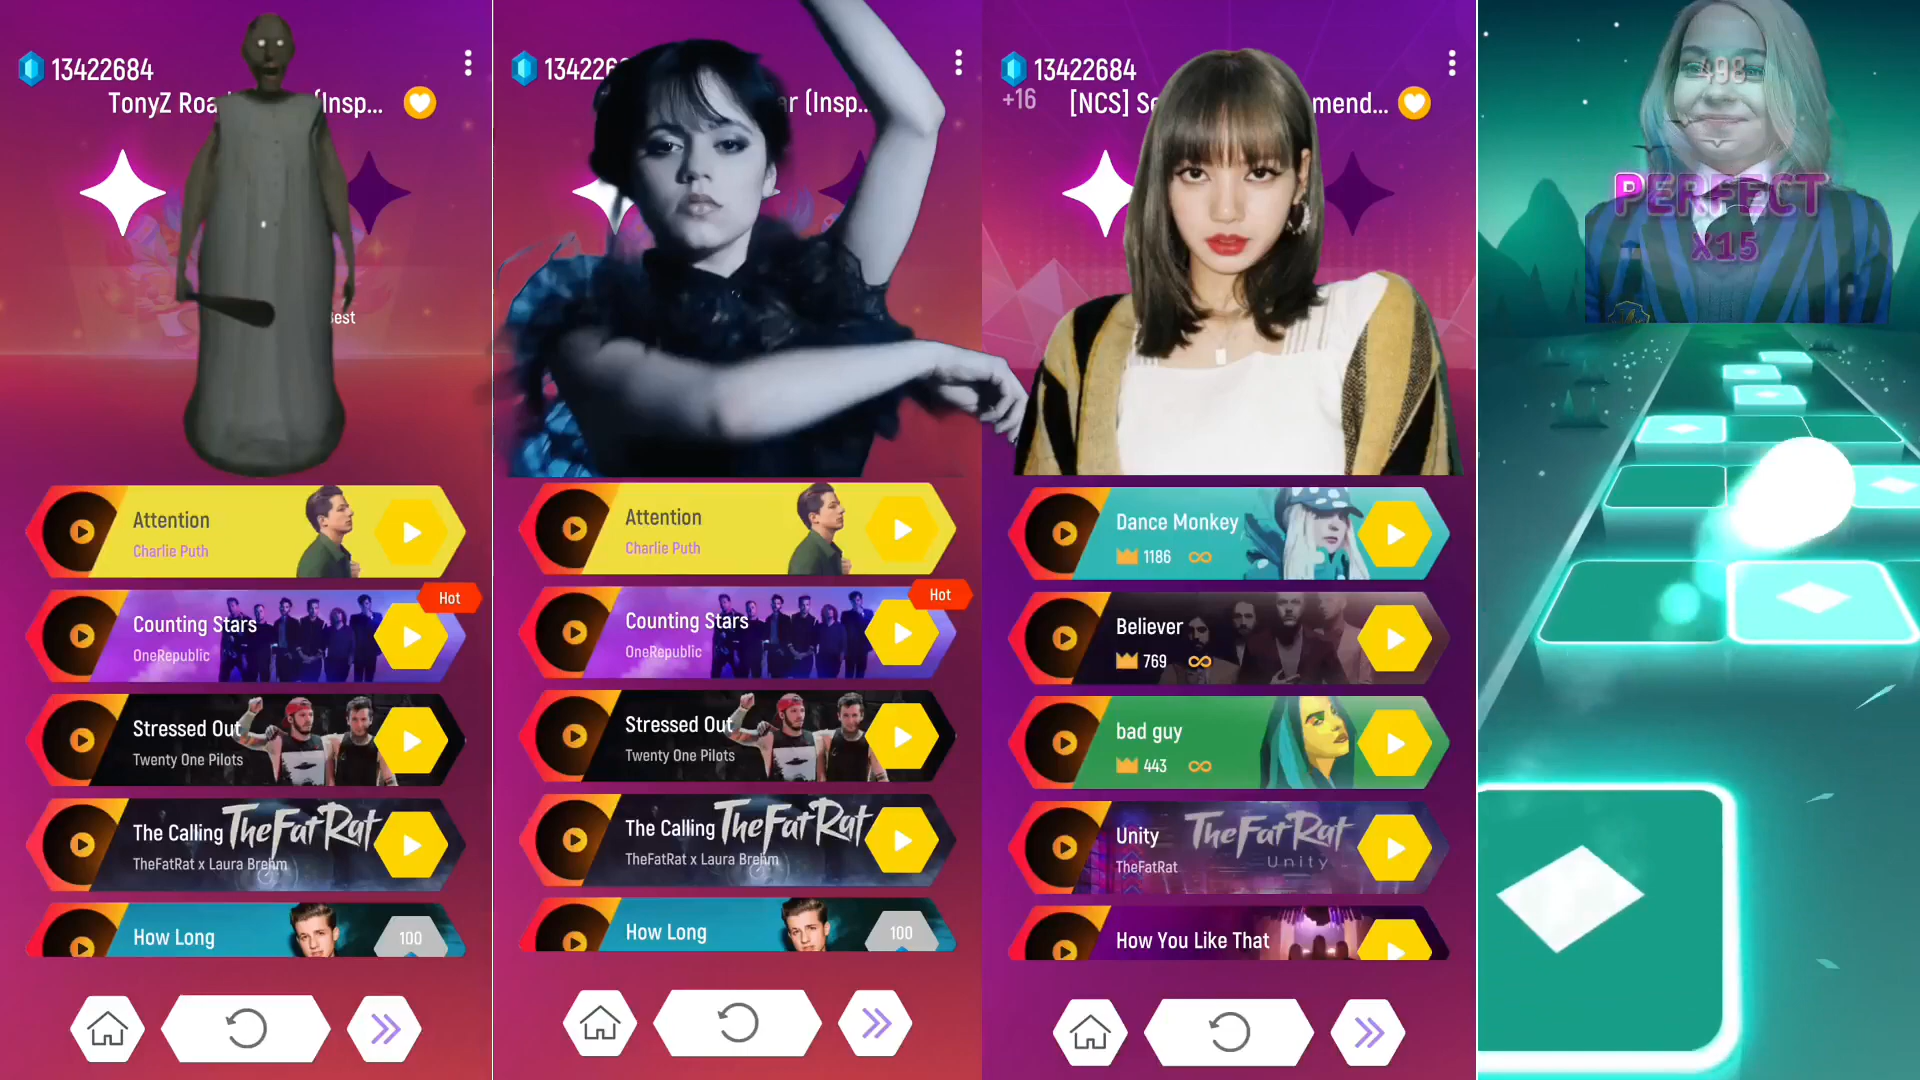 13422684
TonyZ Roa
(Insp...
Best
Attention
Charlie Puth
Hot
Counting Stars
OneRepublic
Stressed Out
Twenty One Pilots
The Calling
TheFatRat
TheFatRat x Laura Brehm
How Long
100
134226
(Insp...
Attention
Charlie Puth
Hot
Counting Stars
OneRepublic
Stressed Out
Twenty One Pilots
The Calling
TheFatRat
TheFatRat x Laura Brehm
How Long
100
13422684
+16
[NCS] Se
mend...
Dance Monkey
1186 ∞
Believer
769 ∞
bad guy
443 ∞
Unity
TheFatRat
TheFatRat
Unity
How You Like That
498
PERFECT
X15